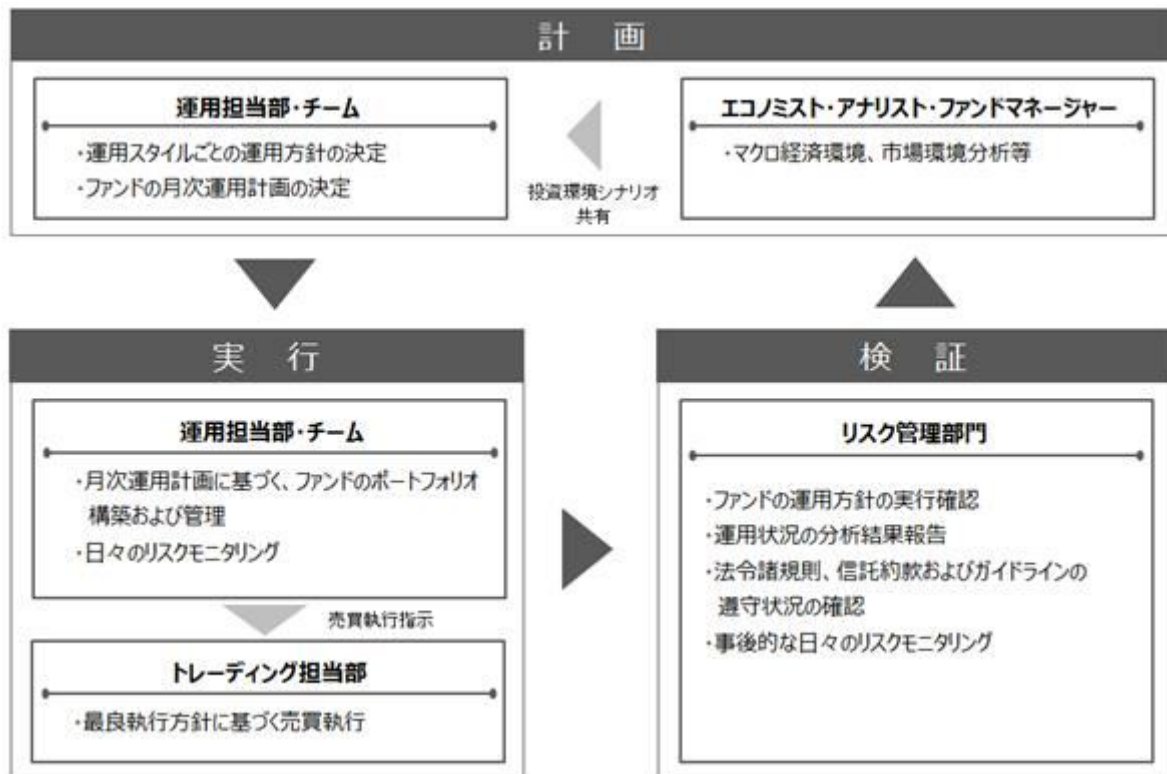 計 画
運用担当部・チーム
・運用スタイルごとの運用方針の決定
・ファンドの月次運用計画の決定
投資環境シナリオ
共有
エコノミスト・アナリスト・ファンドマネージャー
・マクロ経済環境、市場環境分析等
実 行
運用担当部・チーム
・月次運用計画に基づく、ファンドのポートフォリオ
構築および管理
・日々のリスクモニタリング
売買執行指示
トレーディング担当部
・最良執行方針に基づく売買執行
検 証
リスク管理部門
・ファンドの運用方針の実行確認
・運用状況の分析結果報告
・法令諸規則、信託約款およびガイドラインの
遵守状況の確認
・事後的な日々のリスクモニタリング